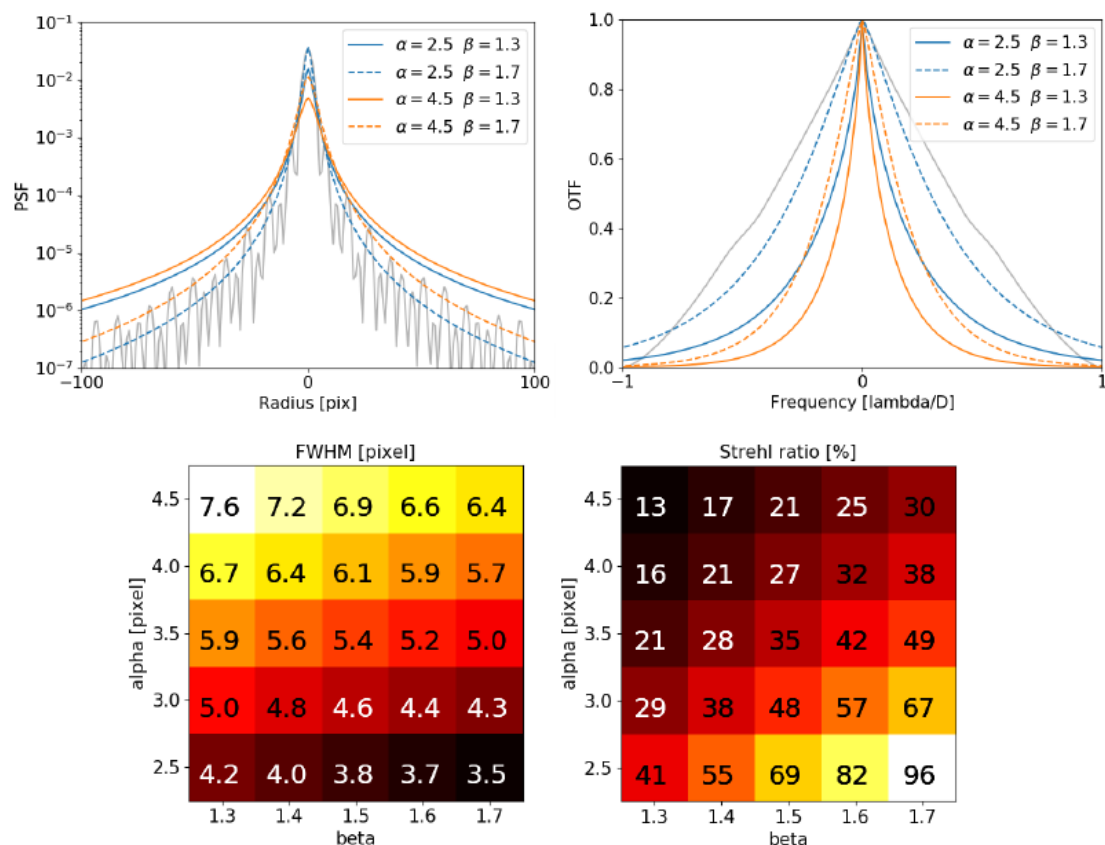 10⁻¹
10⁻²
10⁻³
10⁻⁴
10⁻⁵
10⁻⁶
10⁻⁷
PSF
α = 2.5 β = 1.3
α = 2.5 β = 1.7
α = 4.5 β = 1.3
α = 4.5 β = 1.7
−100 0 100
Radius [pix]
1.0
0.8
0.6
0.4
0.2
0.0
OTF
α = 2.5 β = 1.3
α = 2.5 β = 1.7
α = 4.5 β = 1.3
α = 4.5 β = 1.7
−1 0 1
Frequency [lambda/D]
FWHM [pixel]
alpha [pixel]
4.5 7.6 7.2 6.9 6.6 6.4
4.0 6.7 6.4 6.1 5.9 5.7
3.5 5.9 5.6 5.4 5.2 5.0
3.0 5.0 4.8 4.6 4.4 4.3
2.5 4.2 4.0 3.8 3.7 3.5
1.3 1.4 1.5 1.6 1.7
beta
Strehl ratio [%]
alpha [pixel]
4.5 13 17 21 25 30
4.0 16 21 27 32 38
3.5 21 28 35 42 49
3.0 29 38 48 57 67
2.5 41 55 69 82 96
1.3 1.4 1.5 1.6 1.7
beta